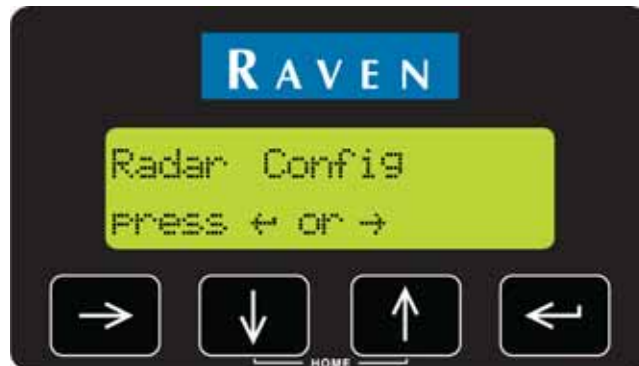 RAVEN
Radar Config
Press ↵ or →
HOME